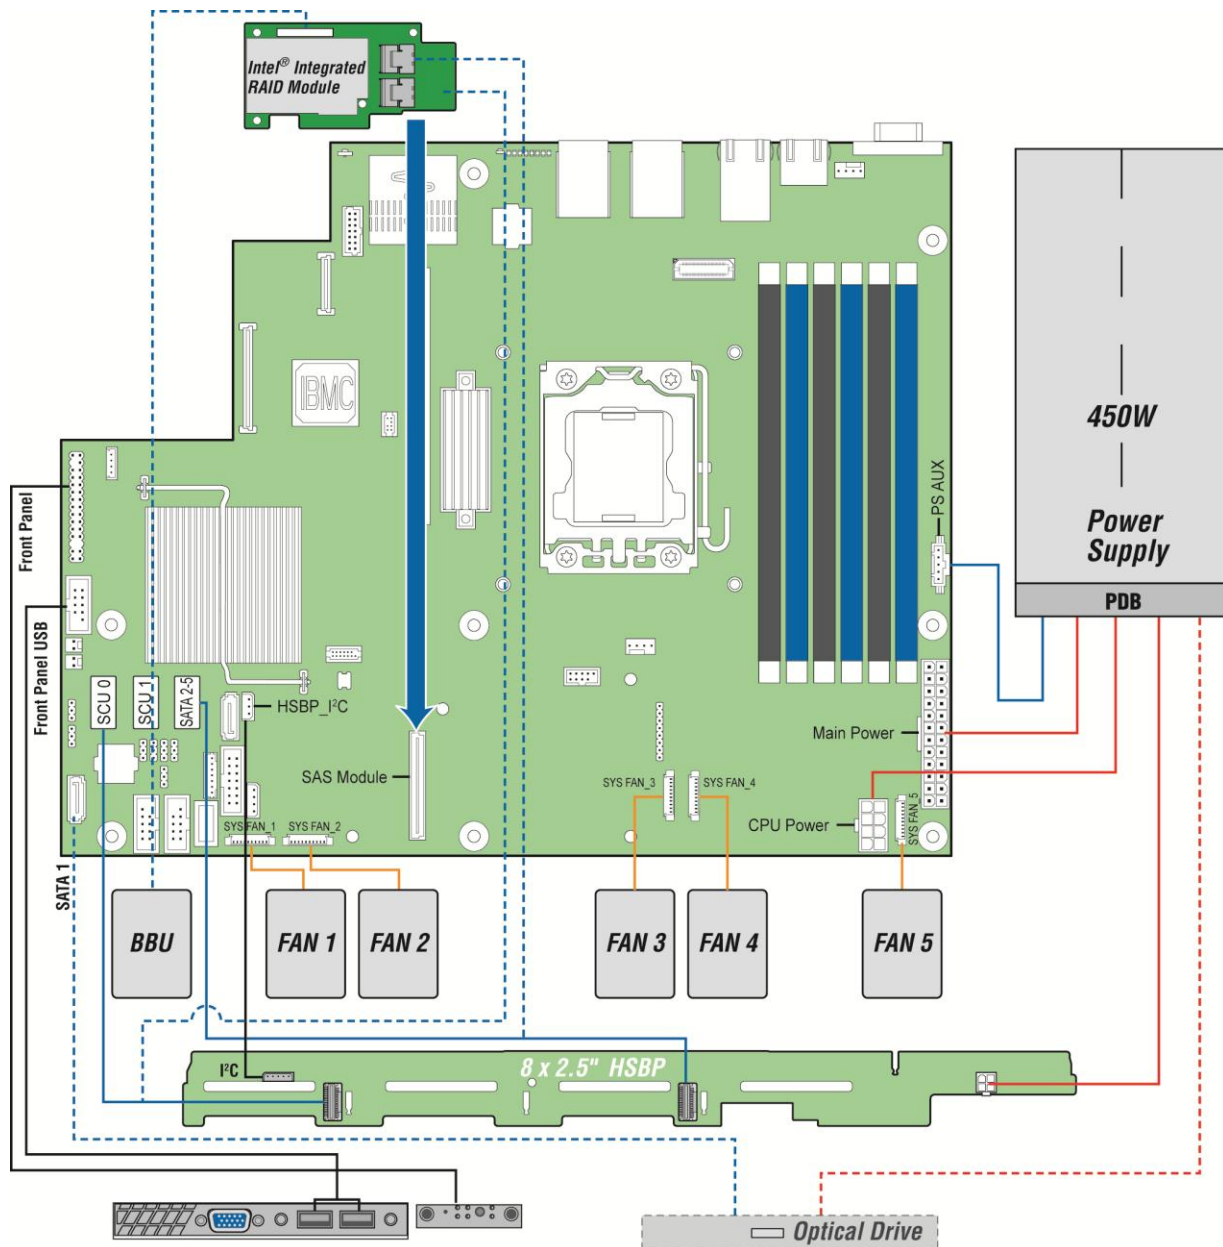 Intel® Integrated
RAID Module
IBMC
450W
Power
Supply
PDB
PS AUX
Front Panel
Front Panel USB
SCU 0
SCU 1
SATA 2-5
HSBP_I²C
SAS Module
Main Power
SYS FAN_3
SYS FAN_4
CPU Power
SYS FAN_5
SYS FAN_1
SYS FAN_2
SATA 1
BBU
FAN 1
FAN 2
FAN 3
FAN 4
FAN 5
I²C
8 x 2.5" HSBP
Optical Drive